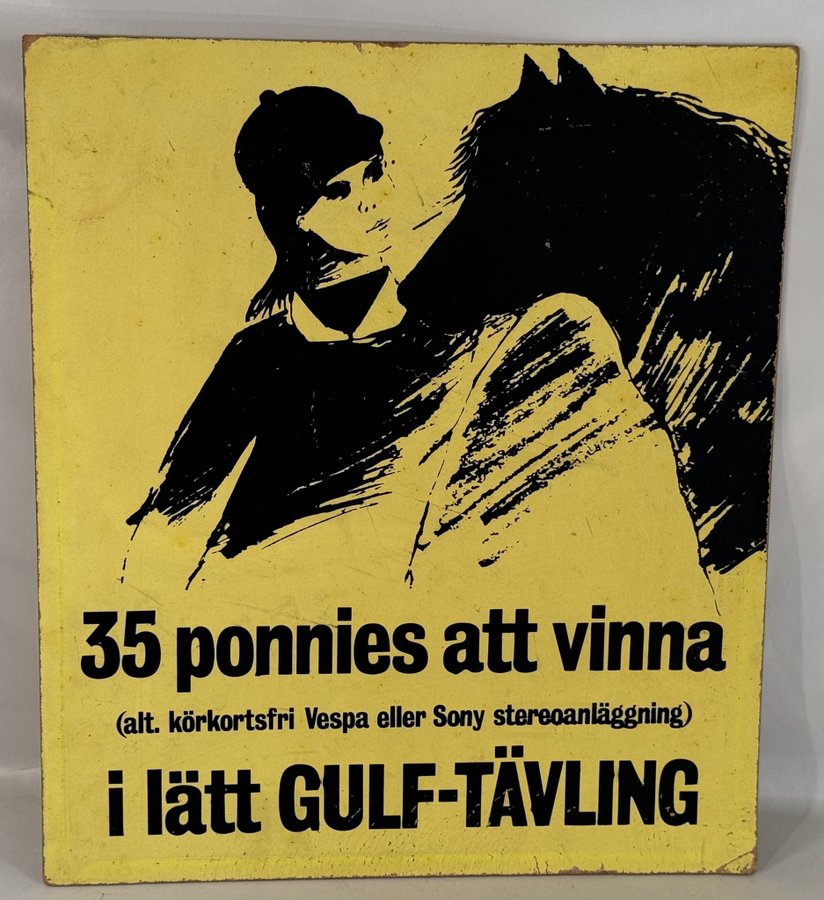 35 ponnies att vinna
(alt. körkortsfri Vespa eller Sony stereoanläggning)
i lätt GULF-TÄVLING